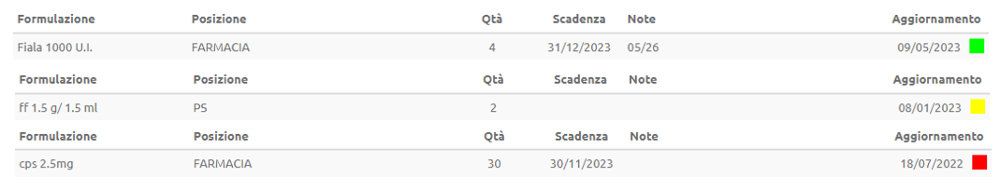 Formulazione Posizione Qtà Scadenza Note Aggiornamento
Fiala 1000 U.I. FARMACIA 4 31/12/2023 05/26 09/05/2023
Formulazione Posizione Qtà Scadenza Note Aggiornamento
ff 1.5 g/ 1.5 ml PS 2 08/01/2023
Formulazione Posizione Qtà Scadenza Note Aggiornamento
cps 2.5mg FARMACIA 30 30/11/2023 18/07/2022